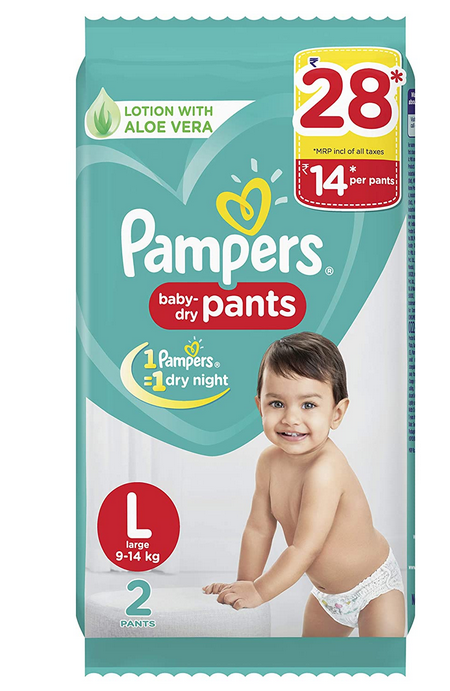 LOTION WITH
ALOE VERA
₹
28*
*MRP incl of all taxes
₹14*
per pants
Pampers®
baby-
dry pants
1 Pampers®
=1 dry night
L
large
9-14 kg
2
PANTS